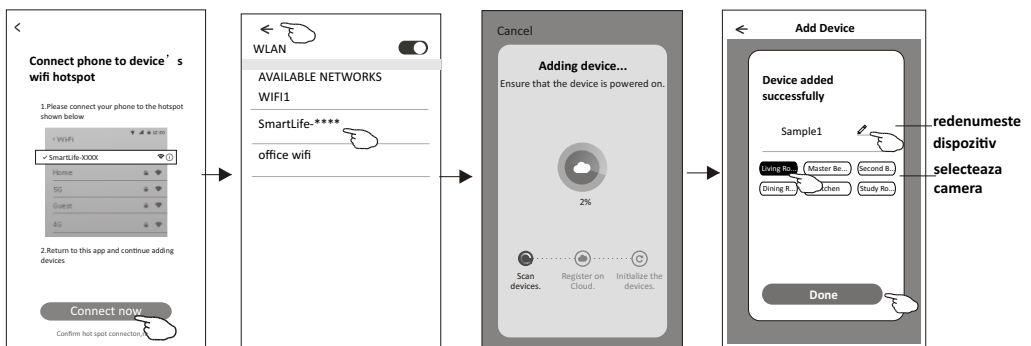 Connect phone to device's
wifi hotspot
1.Please connect your phone to the hotspot
shown below
WiFi
SmartLife-XXXX
Home
5G
Guest
4G
2.Return to this app and continue adding
devices
Connect now
Confirm hot spot connecton,
WLAN
AVAILABLE NETWORKS
WIFI1
SmartLife-****
office wifi
Cancel
Adding device...
Ensure that the device is powered on.
2%
Scan
devices.
Register on
Cloud.
Initialize the
devices.
Add Device
Device added
successfully
Sample1
Living Ro... Master Be... Second B...
Dining R... Study Ro...
Done
redenumeste
dispozitiv
selecteaza
camera